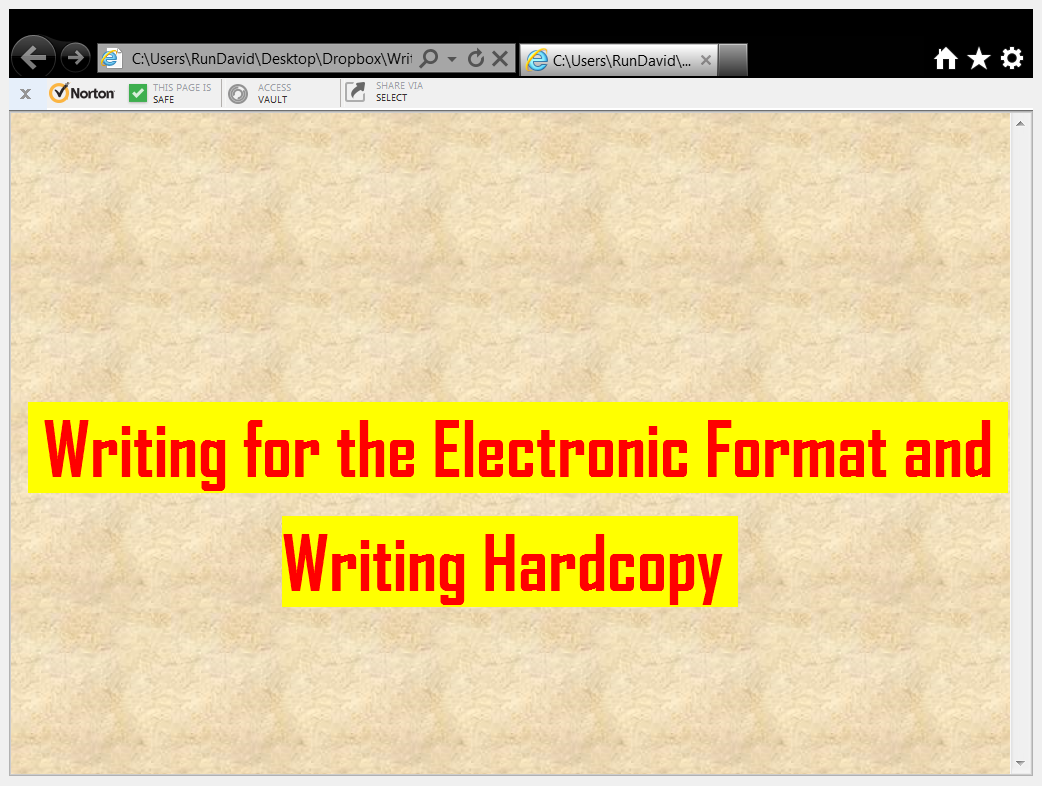 C:\Users\RunDavid\Desktop\Dropbox\Writ
C:\Users\RunDavid\...
x
Norton
THIS PAGE IS
SAFE
ACCESS
VAULT
SHARE VIA
SELECT
Writing for the Electronic Format and
Writing Hardcopy